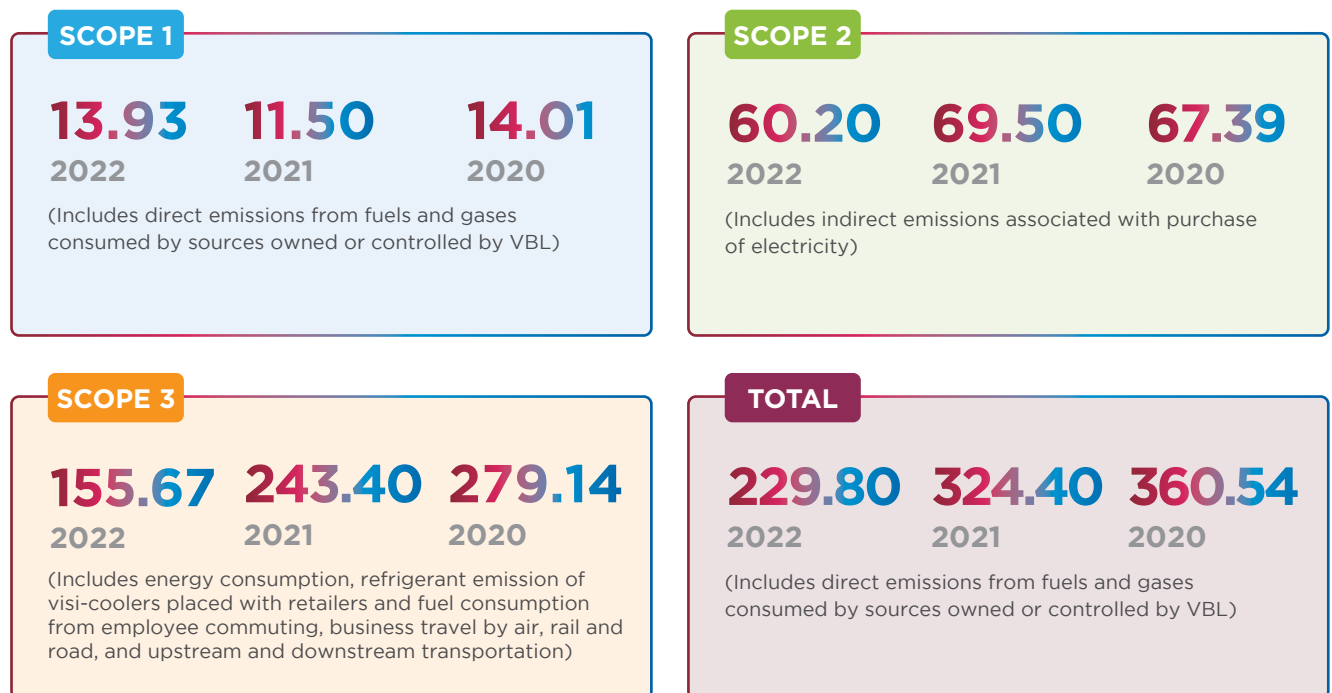 SCOPE 1
13.93 11.50 14.01
2022 2021 2020
(Includes direct emissions from fuels and gases
consumed by sources owned or controlled by VBL)
SCOPE 2
60.20 69.50 67.39
2022 2021 2020
(Includes indirect emissions associated with purchase
of electricity)
SCOPE 3
155.67 243.40 279.14
2022 2021 2020
(Includes energy consumption, refrigerant emission of
visi-coolers placed with retailers and fuel consumption
from employee commuting, business travel by air, rail and
road, and upstream and downstream transportation)
TOTAL
229.80 324.40 360.54
2022 2021 2020
(Includes direct emissions from fuels and gases
consumed by sources owned or controlled by VBL)